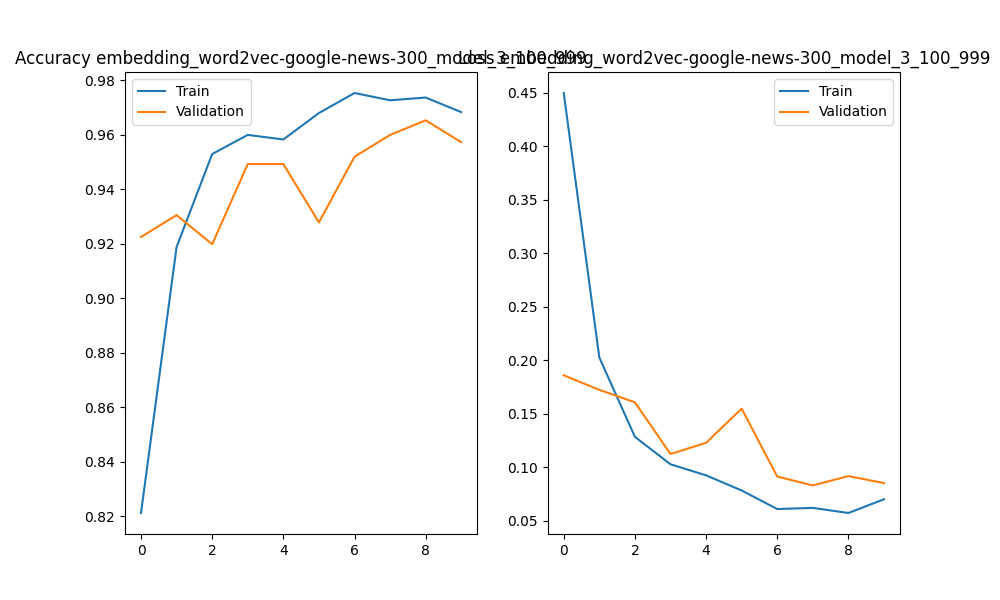 Accuracy embedding_word2vec-google-news-300_model_3_100_999
Loss embedding_word2vec-google-news-300_model_3_100_999
Train
Validation
0.98
0.96
0.94
0.92
0.90
0.88
0.86
0.84
0.82
0 2 4 6 8
Train
Validation
0.45
0.40
0.35
0.30
0.25
0.20
0.15
0.10
0.05
0 2 4 6 8